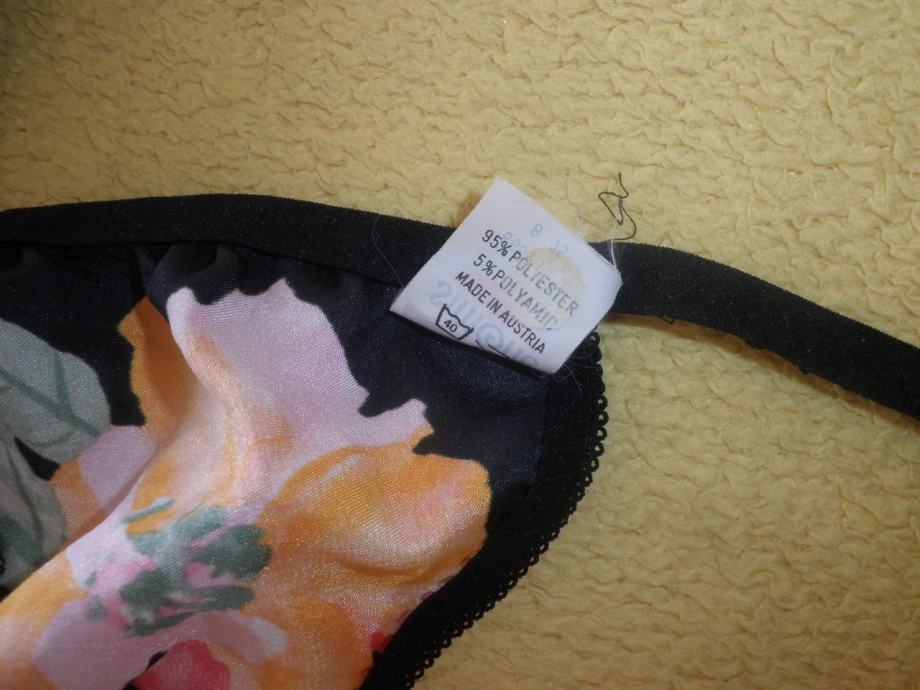 95% POLYESTER
5% POLYAMID
MADE IN AUSTRIA
40